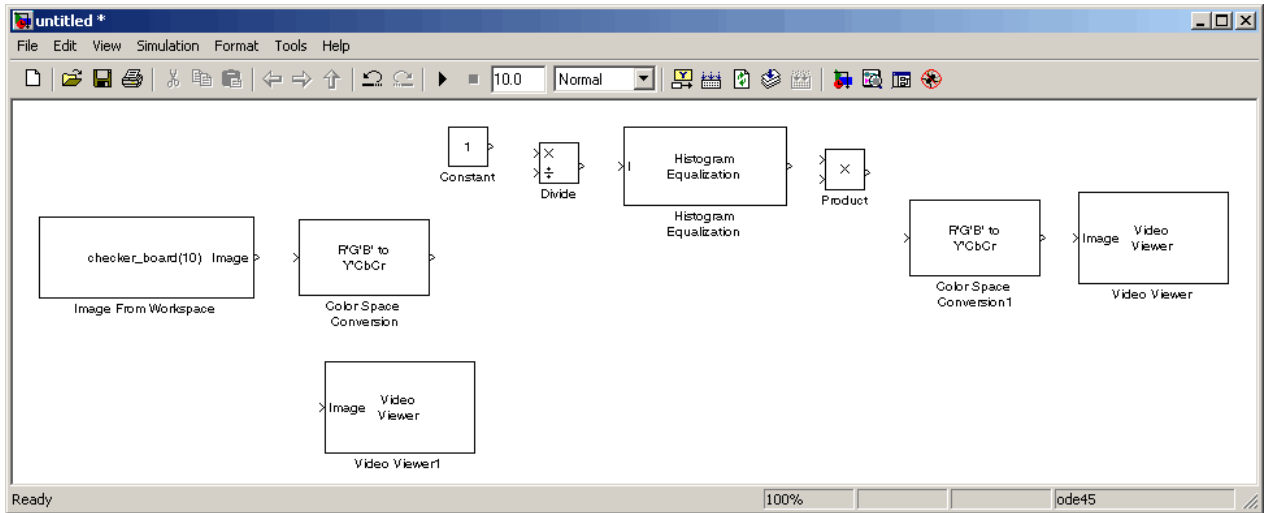 untitled *
File Edit View Simulation Format Tools Help
10.0 Normal
1
Constant
×
÷
Divide
I
Histogram
Equalization
Histogram
Equalization
×
Product
checker_board(10) Image
Image From Workspace
R'G'B' to
Y'CbCr
Color Space
Conversion
R'G'B' to
Y'CbCr
Color Space
Conversion1
Image
Video
Viewer
Video Viewer
Image
Video
Viewer
Video Viewer1
Ready 100% ode45